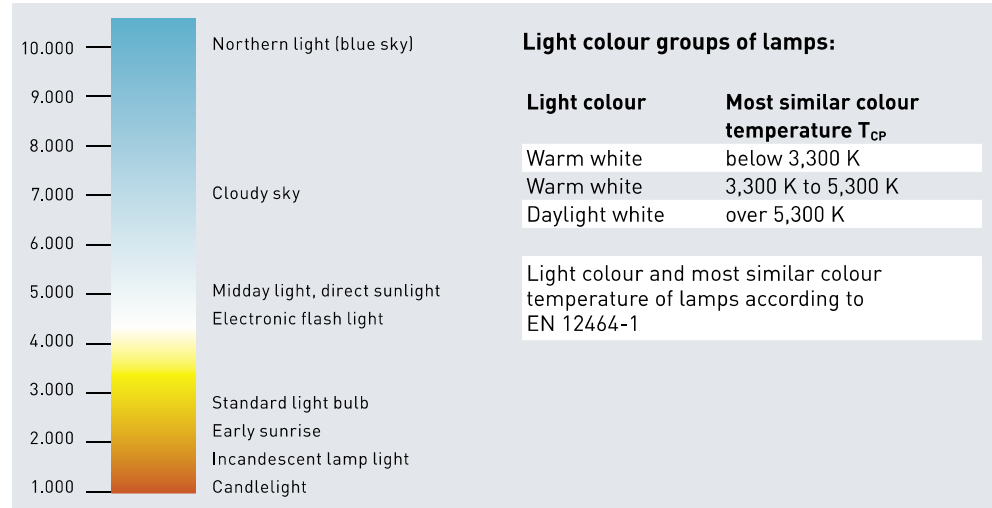 10.000
9.000
8.000
7.000
6.000
5.000
4.000
3.000
2.000
1.000
Northern light (blue sky)
Cloudy sky
Midday light, direct sunlight
Electronic flash light
Standard light bulb
Early sunrise
Incandescent lamp light
Candlelight
Light colour groups of lamps:
Light colour Most similar colour
temperature T_CP
Warm white below 3,300 K
Warm white 3,300 K to 5,300 K
Daylight white over 5,300 K
Light colour and most similar colour
temperature of lamps according to
EN 12464-1